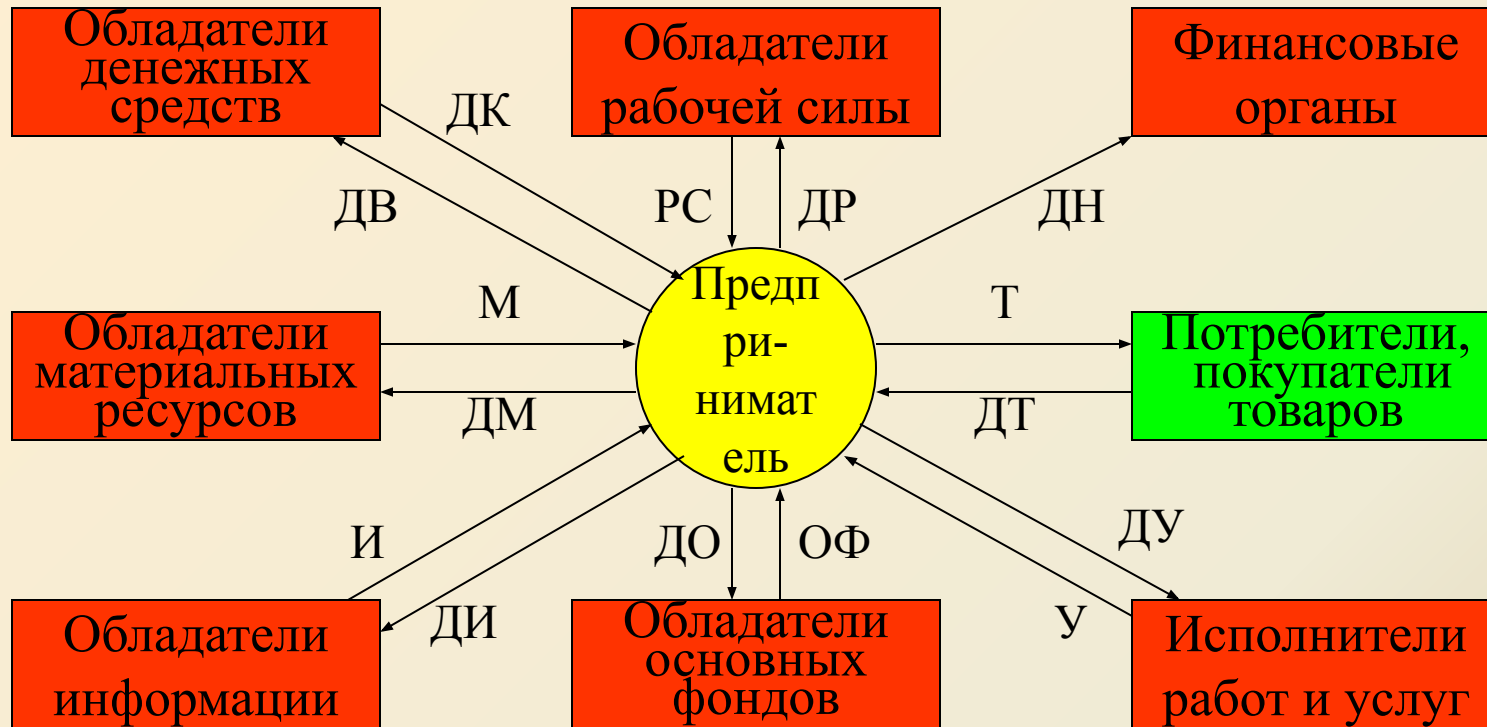 Обладатели
денежных
средств
Обладатели
рабочей силы
Финансовые
органы
ДК
ДВ
РС
ДР
ДН
Предп
ри-
нимат
ель
М
Т
Обладатели
материальных
ресурсов
Потребители,
покупатели
товаров
ДМ
ДТ
И
ДО
ОФ
ДУ
ДИ
У
Обладатели
информации
Обладатели
основных
фондов
Исполнители
работ и услуг